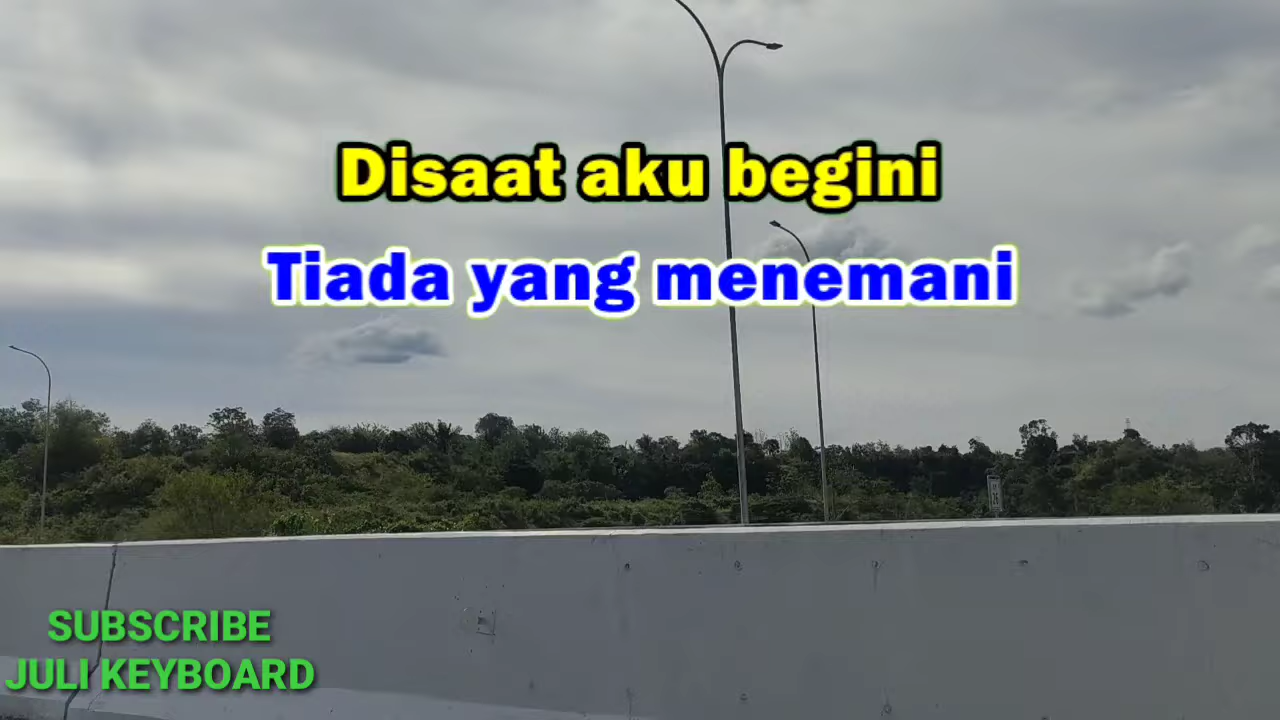 Disaat aku begini
Tiada yang menemani
SUBSCRIBE
JULI KEYBOARD